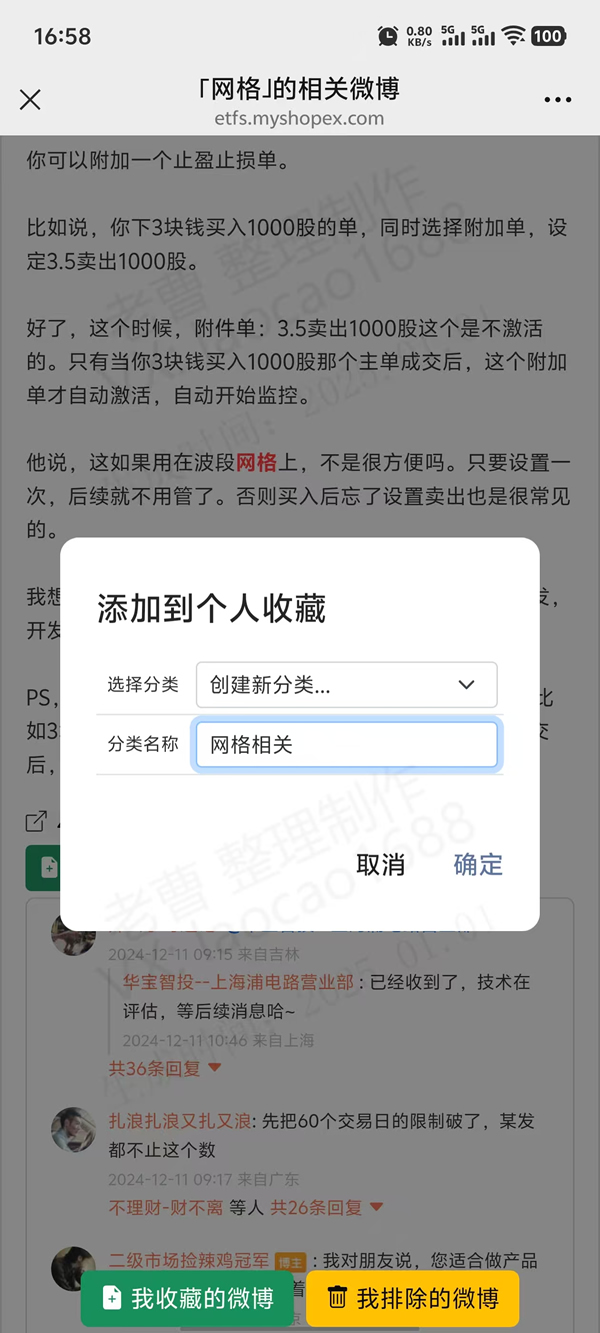 16:58
0.80 KB/s 5G 5G 100
「网格」的相关微博
etfs.myshopex.com
你可以附加一个止盈止损单。
比如说，你下3块钱买入1000股的单，同时选择附加单，设
定3.5卖出1000股。
好了，这个时候，附件单：3.5卖出1000股这个是不激活
的。只有当你3块钱买入1000股那个主单成交后，这个附加
单才自动激活，自动开始监控。
他说，这如果用在波段网格上，不是很方便吗。只要设置一
次，后续就不用管了。否则买入后忘了设置卖出也是很常见
的。
我想
发，
开发
PS，
比
如3
交
后，
添加到个人收藏
选择分类
创建新分类...
分类名称
网格相关
取消
确定
2024-12-11 09:15 来自吉林
华宝智投--上海浦电路营业部：已经收到了，技术在
评估，等后续消息哈~
2024-12-11 10:46 来自上海
共36条回复
扎浪扎浪又扎又浪: 先把60个交易日的限制破了，某发
都不止这个数
2024-12-11 09:17 来自广东
不理财-财不离 等人 共26条回复
二级市场捡辣鸡冠军 博主：我对朋友说，您适合做产品
着
京
我收藏的微博
我排除的微博
老曹 整理制作
VX: laocao1688
生成时间：2025.01.01